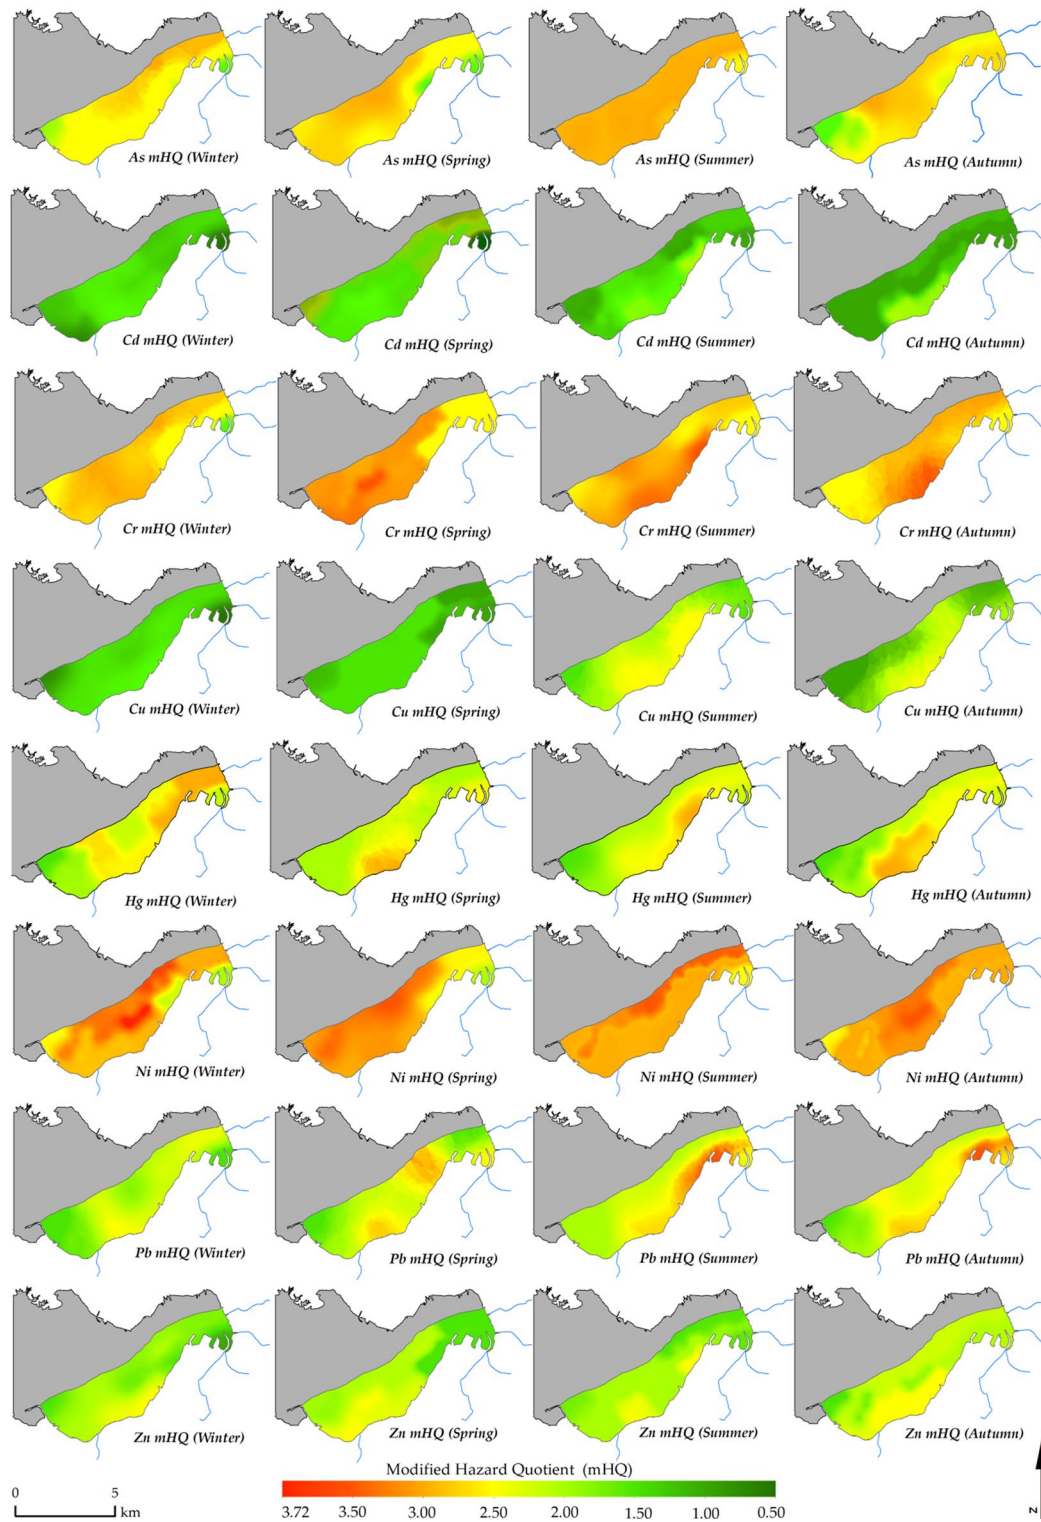 As mHQ (Winter)
As mHQ (Spring)
As mHQ (Summer)
As mHQ (Autumn)
Cd mHQ (Winter)
Cd mHQ (Spring)
Cd mHQ (Summer)
Cd mHQ (Autumn)
Cr mHQ (Winter)
Cr mHQ (Spring)
Cr mHQ (Summer)
Cr mHQ (Autumn)
Cu mHQ (Winter)
Cu mHQ (Spring)
Cu mHQ (Summer)
Cu mHQ (Autumn)
Hg mHQ (Winter)
Hg mHQ (Spring)
Hg mHQ (Summer)
Hg mHQ (Autumn)
Ni mHQ (Winter)
Ni mHQ (Spring)
Ni mHQ (Summer)
Ni mHQ (Autumn)
Pb mHQ (Winter)
Pb mHQ (Spring)
Pb mHQ (Summer)
Pb mHQ (Autumn)
Zn mHQ (Winter)
Zn mHQ (Spring)
Zn mHQ (Summer)
Zn mHQ (Autumn)
Modified Hazard Quotient (mHQ)
0 5
km
3.72 3.50 3.00 2.50 2.00 1.50 1.00 0.50
N